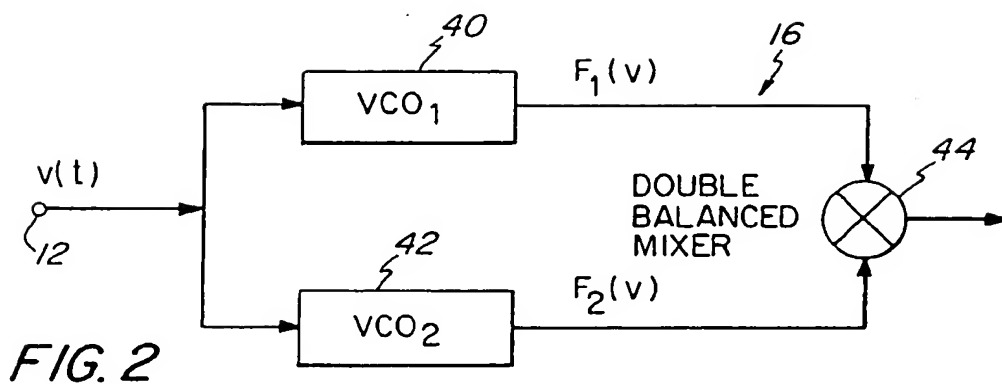 40
VCO1
F1(v)
16
v(t)
12
DOUBLE
BALANCED
MIXER
44
42
VCO2
F2(v)
FIG. 2